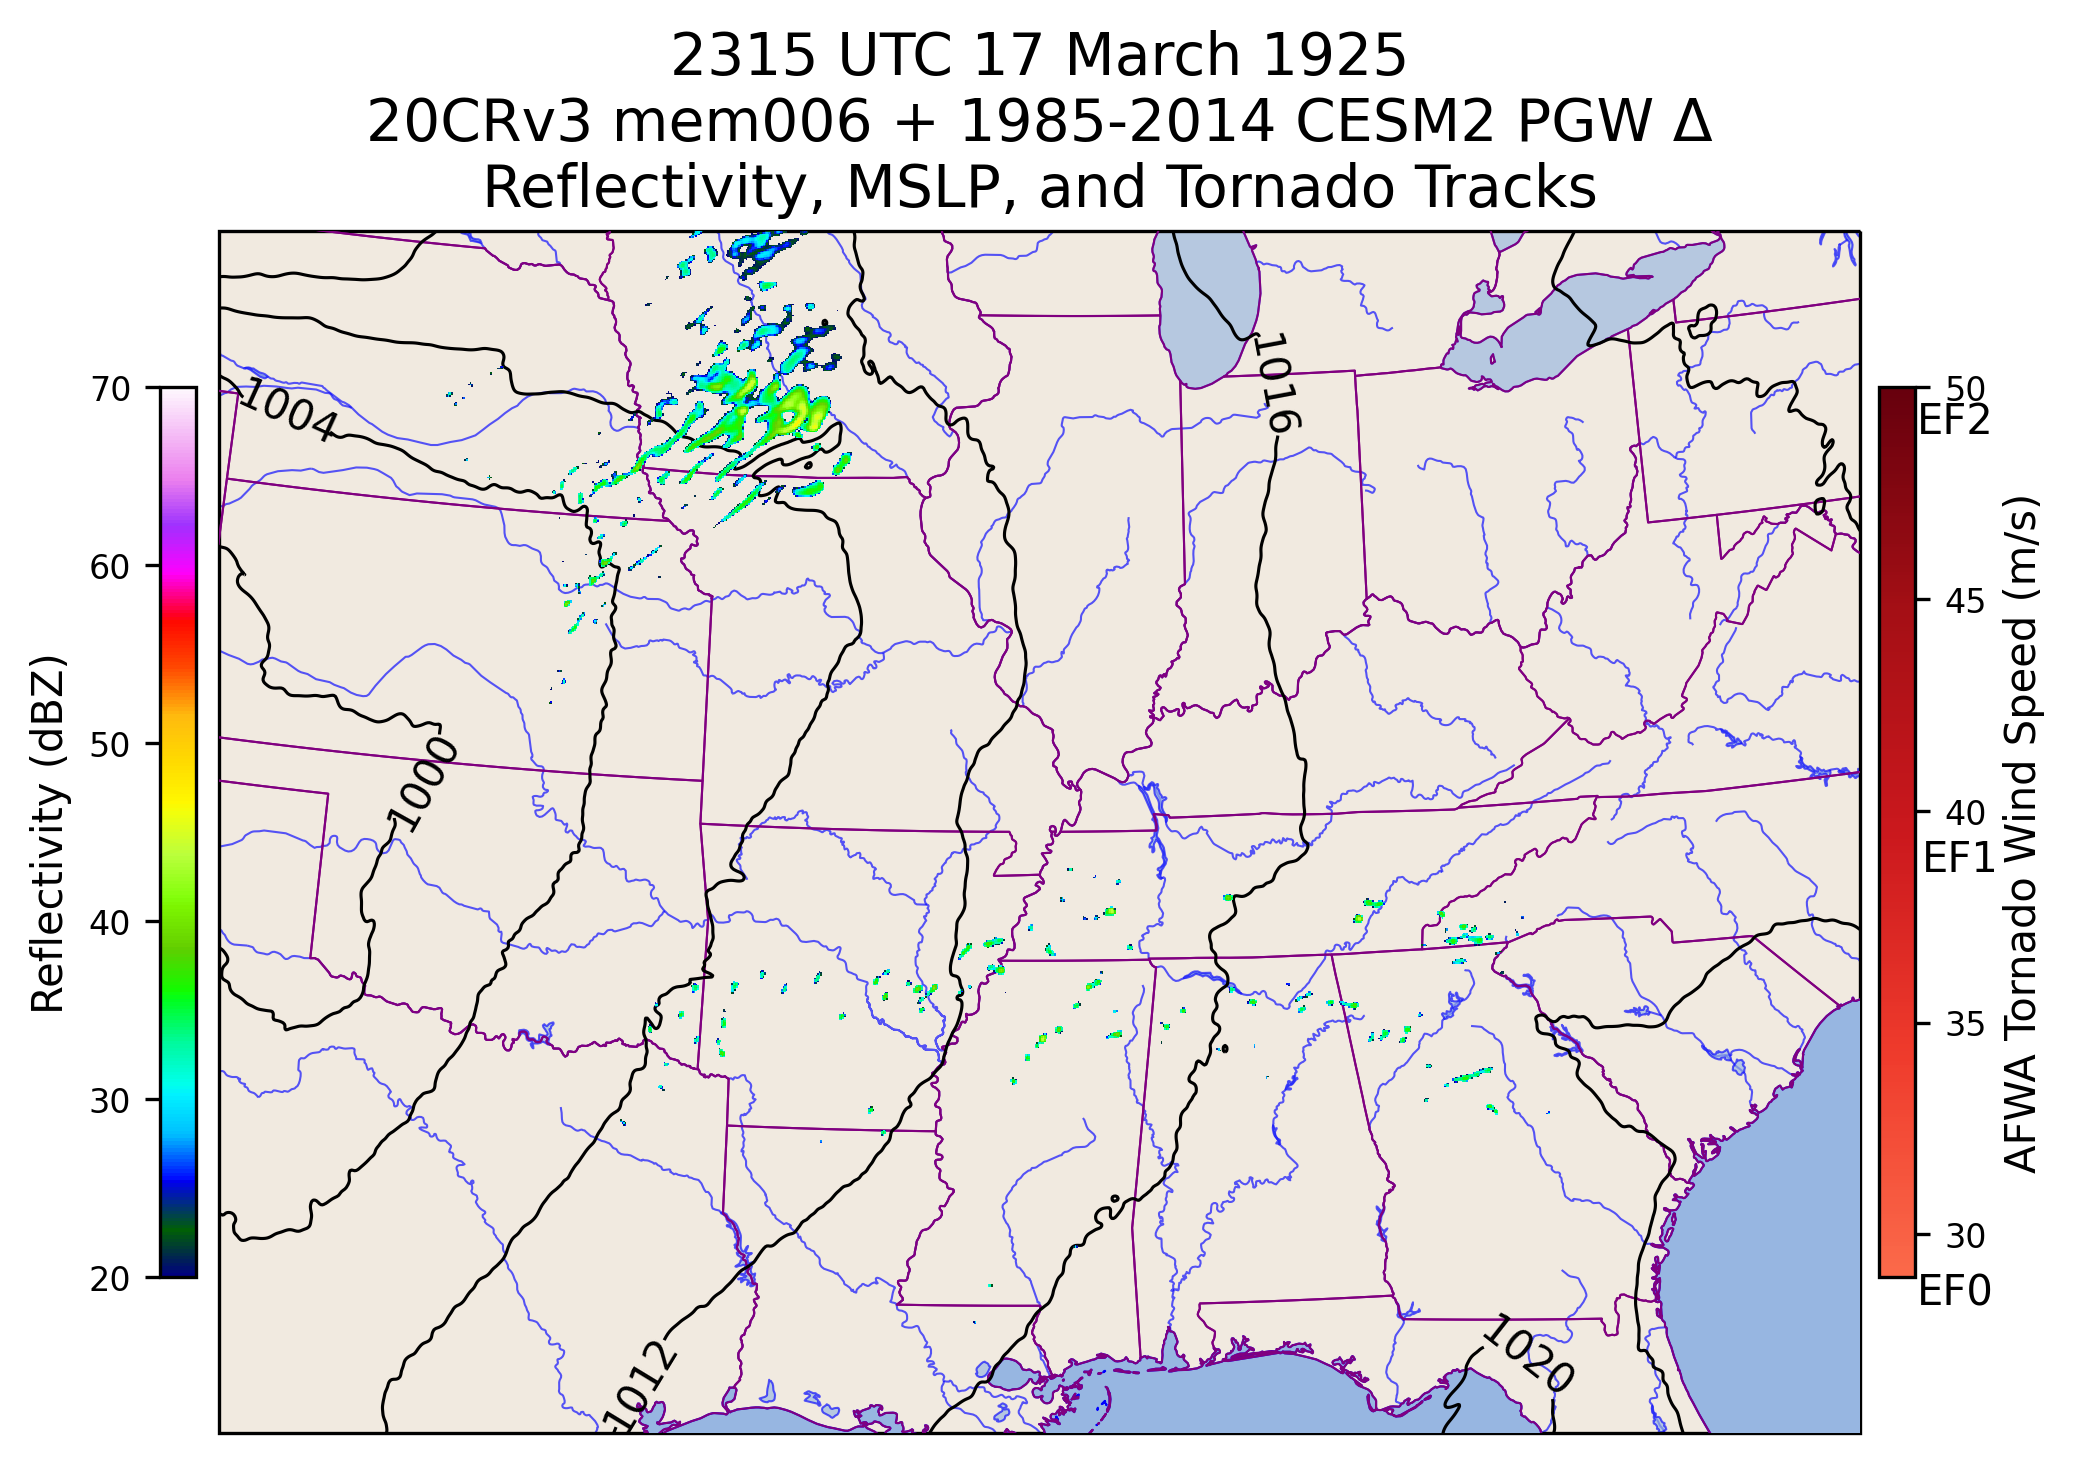 2315 UTC 17 March 1925
20CRv3 mem006 + 1985-2014 CESM2 PGW Δ
Reflectivity, MSLP, and Tornado Tracks
70
60
50
40
30
20
Reflectivity (dBZ)
1004
1000
1016
1012
1020
50
EF2
45
40
EF1
35
30
EF0
AFWA Tornado Wind Speed (m/s)